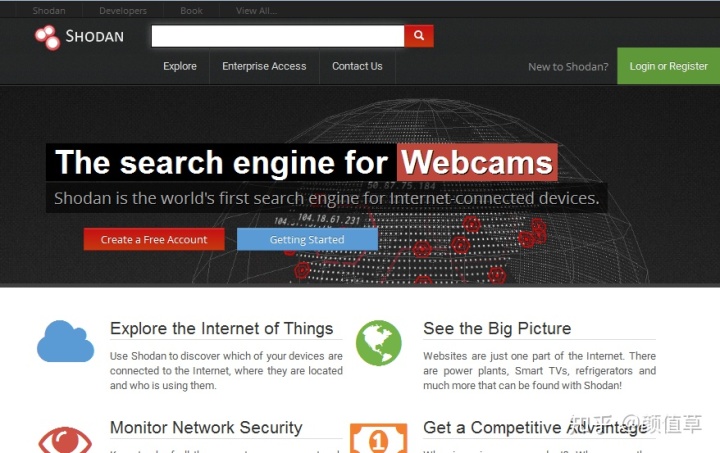 Shodan Developers Book View All...
SHODAN
Explore Enterprise Access Contact Us
New to Shodan? Login or Register
The search engine for Webcams
50.67.75.184
Shodan is the world's first search engine for Internet-connected devices.
104.18.61.231
Create a Free Account Getting Started
Explore the Internet of Things
Use Shodan to discover which of your devices are
connected to the Internet, where they are located
and who is using them.
See the Big Picture
Websites are just one part of the Internet. There
are power plants, Smart TVs, refrigerators and
much more that can be found with Shodan!
Monitor Network Security
1
Get a Competitive Advantage
知乎 @颜值草